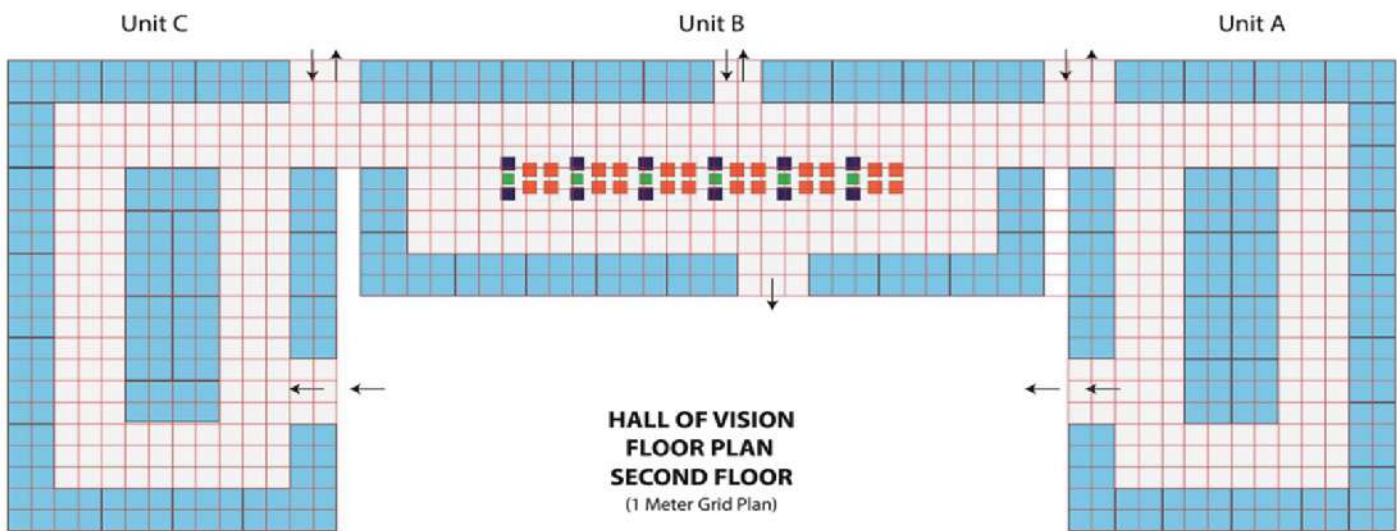 Unit C
Unit B
Unit A
HALL OF VISION
FLOOR PLAN
SECOND FLOOR
(1 Meter Grid Plan)